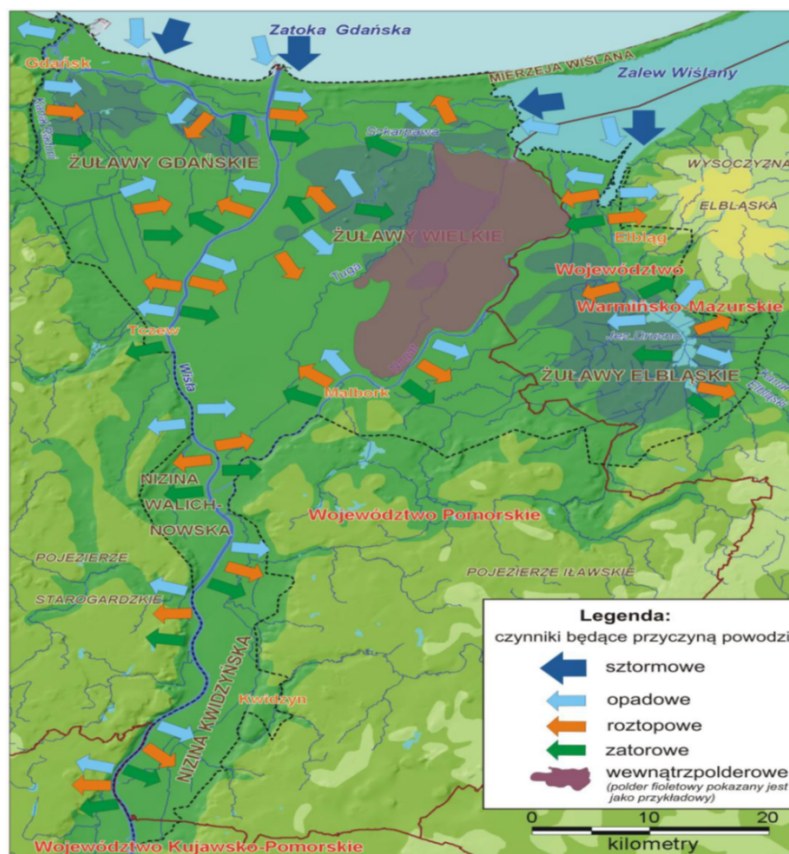 Zatoka Gdańska
Gdańsk
MIERZEJA WIŚLANA
Zalew Wiślany
Szkarpawa
ŻUŁAWY GDAŃSKIE
WYSOCZYZNA
ELBLĄSKA
ŻUŁAWY WIELKIE
Elbląg
Tuga
Województwo
Warmińsko-Mazurskie
Tczew
Jez. Druzno
Wisła
Nogat
ŻUŁAWY ELBLĄSKIE
Malbork
NIZINA
WALICH-
NOWSKA
Województwo Pomorskie
POJEZIERZE
STAROGARDZKIE
POJEZIERZE IŁAWSKIE
NIZINA KWIDZYŃSKA
Kwidzyn
Legenda:
czynniki będące przyczyną powodzi
sztormowe
opadowe
roztopowe
zatorowe
wewnątrzpolderowe
(polder fioletowy pokazany jest
jako przykładowy)
0 10 20
kilometry
Województwo Kujawsko-Pomorskie